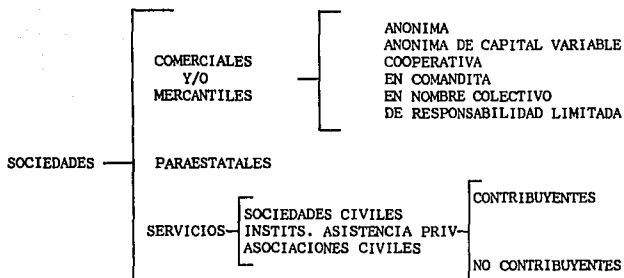 ANONIMA
ANONIMA DE CAPITAL VARIABLE
COMERCIALES
COOPERATIVA
Y/O
EN COMANDITA
MERCANTILES
EN NOMBRE COLECTIVO
DE RESPONSABILIDAD LIMITADA
SOCIEDADES
PARAESTATALES
CONTRIBUYENTES
SOCIEDADES CIVILES
SERVICIOS
INSTITS. ASISTENCIA PRIV
ASOCIACIONES CIVILES
NO CONTRIBUYENTES